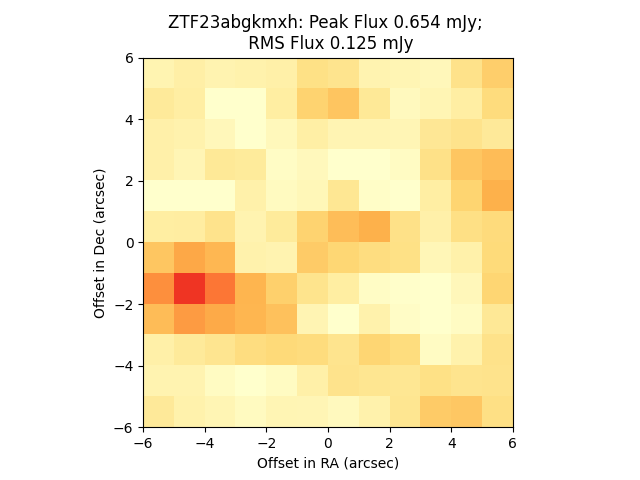 ZTF23abgkmxh: Peak Flux 0.654 mJy;
RMS Flux 0.125 mJy
6
4
2
0
−2
−4
−6
Offset in Dec (arcsec)
−6 −4 −2 0 2 4 6
Offset in RA (arcsec)